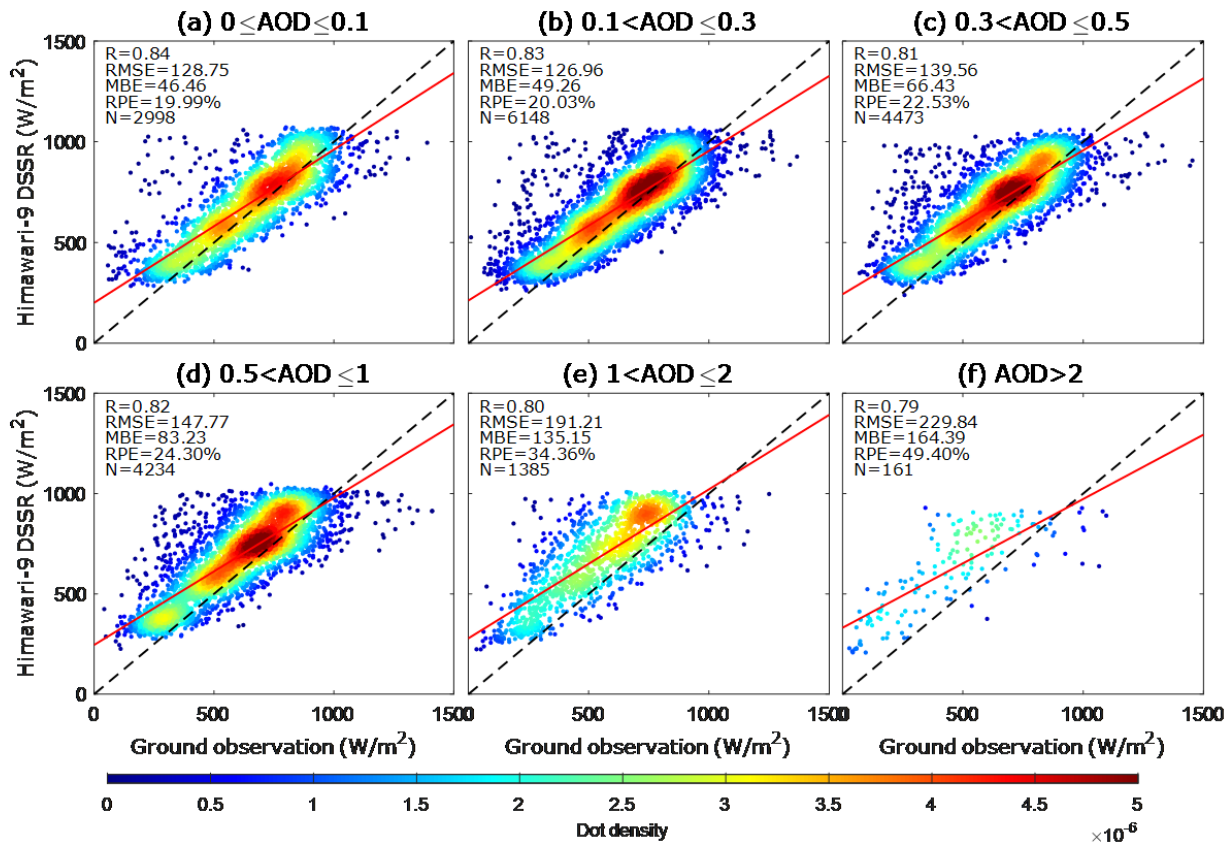 (a) 0≤AOD≤0.1
(b) 0.1<AOD≤0.3
(c) 0.3<AOD≤0.5
1500
1000
500
0
Himawari-9 DSSR (W/m²)
R=0.84
RMSE=128.75
MBE=46.46
RPE=19.99%
N=2998
R=0.83
RMSE=126.96
MBE=49.26
RPE=20.03%
N=6148
R=0.81
RMSE=139.56
MBE=66.43
RPE=22.53%
N=4473
(d) 0.5<AOD≤1
(e) 1<AOD≤2
(f) AOD>2
1500
1000
500
0
Himawari-9 DSSR (W/m²)
R=0.82
RMSE=147.77
MBE=83.23
RPE=24.30%
N=4234
R=0.80
RMSE=191.21
MBE=135.15
RPE=34.36%
N=1385
R=0.79
RMSE=229.84
MBE=164.39
RPE=49.40%
N=161
0 500 1000 1500
0 500 1000 1500
0 500 1000 1500
Ground observation (W/m²)
Ground observation (W/m²)
Ground observation (W/m²)
0 0.5 1 1.5 2 2.5 3 3.5 4 4.5 5
Dot density
×10⁻⁶